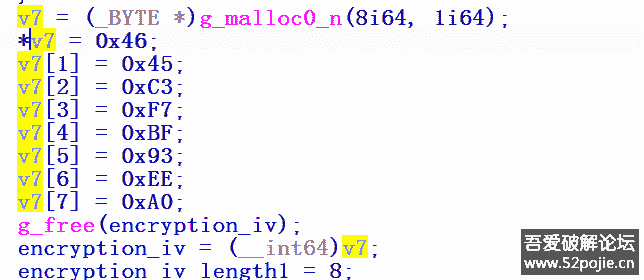 v7 = (_BYTE *)g_malloc0_n(8i64, 1i64);
*v7 = 0x46;
v7[1] = 0x45;
v7[2] = 0xC3;
v7[3] = 0xF7;
v7[4] = 0xBF;
v7[5] = 0x93;
v7[6] = 0xEE;
v7[7] = 0xA0;
g_free(encryption_iv);
encryption_iv = (__int64)v7;
encryption_iv_length1 = 8;
吾爱破解论坛
www.52pojie.cn